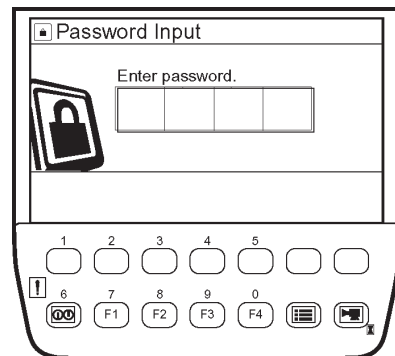 Password Input
Enter password.
1 2 3 4 5
6 7 8 9 0
F1 F2 F3 F4